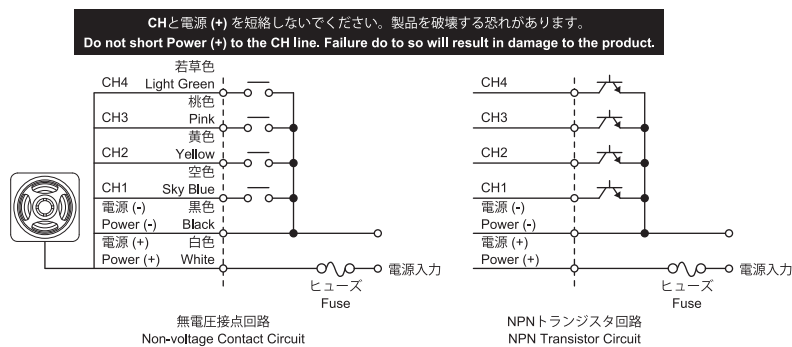 CHと電源 (+) を短絡しないでください。製品を破壊する恐れがあります。
Do not short Power (+) to the CH line. Failure do to so will result in damage to the product.
若草色
CH4 Light Green
桃色
CH3 Pink
黄色
CH2 Yellow
空色
CH1 Sky Blue
電源 (-) 黒色
Power (-) Black
電源 (+) 白色
Power (+) White
電源入力
ヒューズ
Fuse
無電圧接点回路
Non-voltage Contact Circuit
CH4
CH3
CH2
CH1
電源 (-)
Power (-)
電源 (+)
Power (+)
電源入力
ヒューズ
Fuse
NPNトランジスタ回路
NPN Transistor Circuit